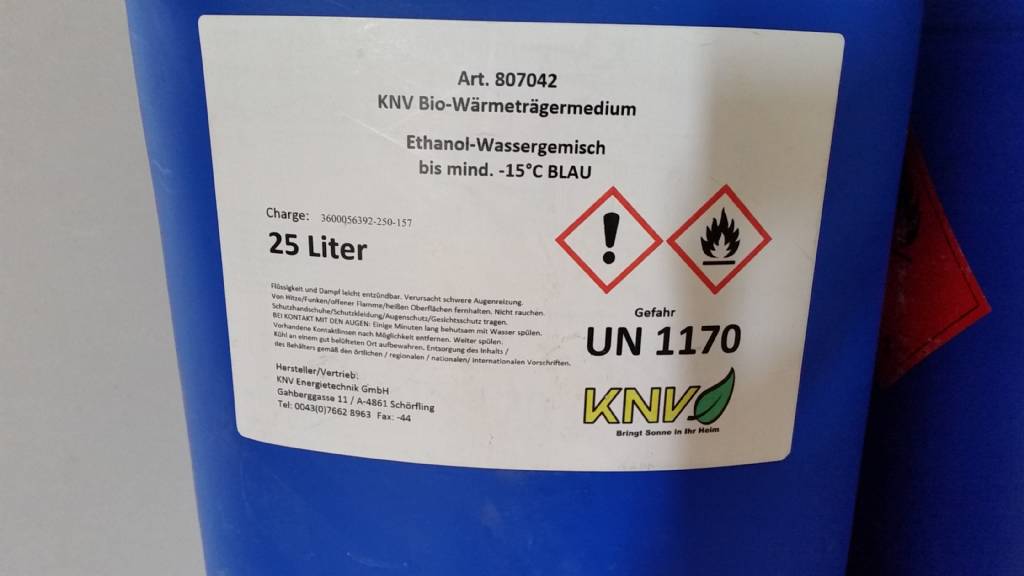 Art. 807042
KNV Bio-Wärmeträgermedium
Ethanol-Wassergemisch
bis mind. -15°C BLAU
Charge: 3600056392-250-157
25 Liter
Flüssigkeit und Dampf leicht entzündbar. Verursacht schwere Augenreizung.
Von Hitze/Funken/offener Flamme/heißen Oberflächen fernhalten. Nicht rauchen.
Schutzhandschuhe/Schutzkleidung/Augenschutz/Gesichtsschutz tragen.
BEI KONTAKT MIT DEN AUGEN: Einige Minuten lang behutsam mit Wasser spülen.
Vorhandene Kontaktlinsen nach Möglichkeit entfernen. Weiter spülen.
Kühl an einem gut belüfteten Ort aufbewahren. Entsorgung des Inhalts /
des Behälters gemäß den örtlichen / regionalen / nationalen/ internationalen Vorschriften.
Hersteller/Vertrieb:
KNV Energietechnik GmbH
Gahberggasse 11 / A-4861 Schörfling
Tel: 0043(0)7662 8963 Fax: -44
Gefahr
UN 1170
KNV
Bringt Sonne in Ihr Heim